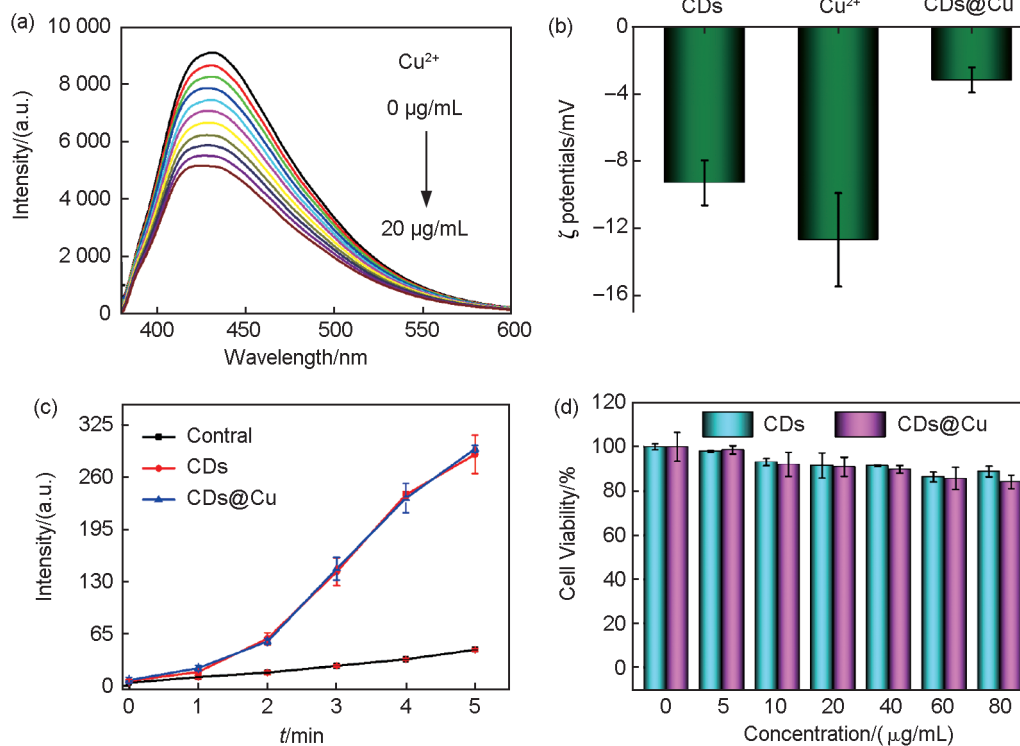 (a)
10 000
8 000
6 000
4 000
2 000
0
Intensity/(a.u.)
Cu²⁺
0 μg/mL
20 μg/mL
400
450
500
550
600
Wavelength/nm
(b)
CDs
Cu²⁺
CDs@Cu
0
−4
−8
−12
−16
ζ potentials/mV
(c)
325
260
195
130
65
0
Intensity/(a.u.)
Contral
CDs
CDs@Cu
0
1
2
3
4
5
t/min
(d)
120
100
80
60
40
20
0
Cell Viability/%
CDs
CDs@Cu
0
5
10
20
40
60
80
Concentration/( μg/mL)